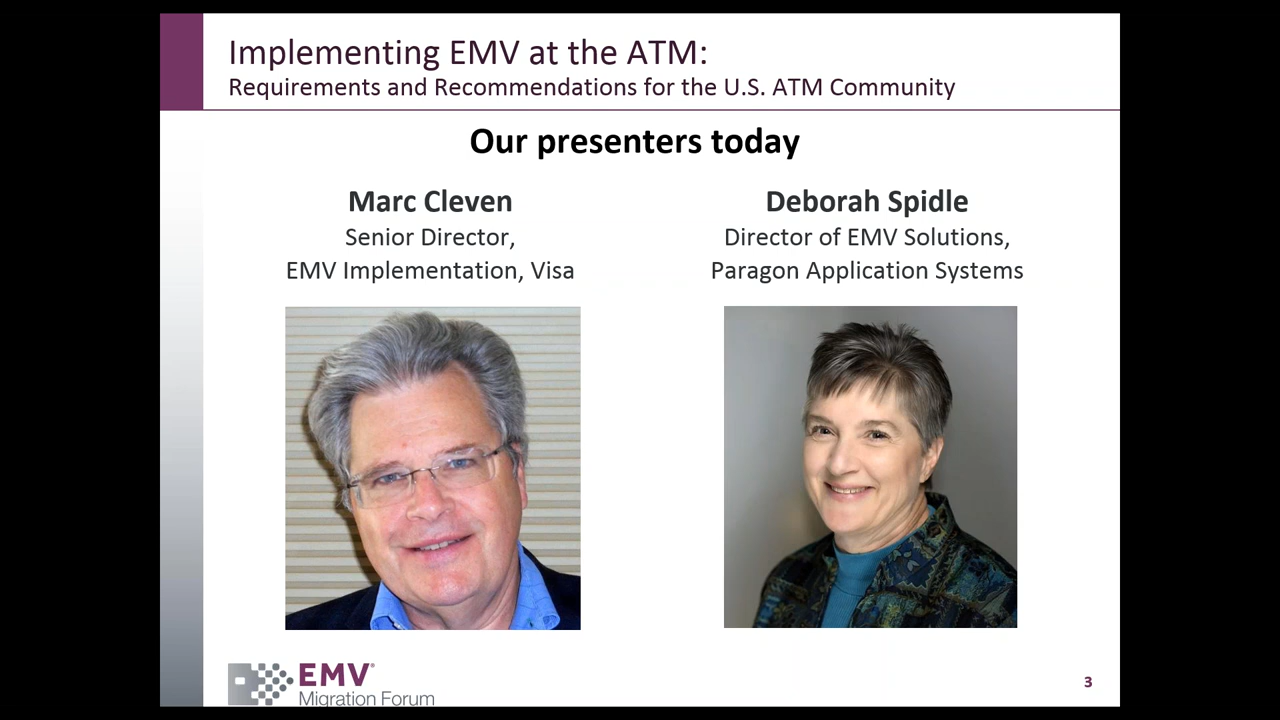 Implementing EMV at the ATM:
Requirements and Recommendations for the U.S. ATM Community
Our presenters today
Marc Cleven
Senior Director,
EMV Implementation, Visa
Deborah Spidle
Director of EMV Solutions,
Paragon Application Systems
EMV®
Migration Forum
3